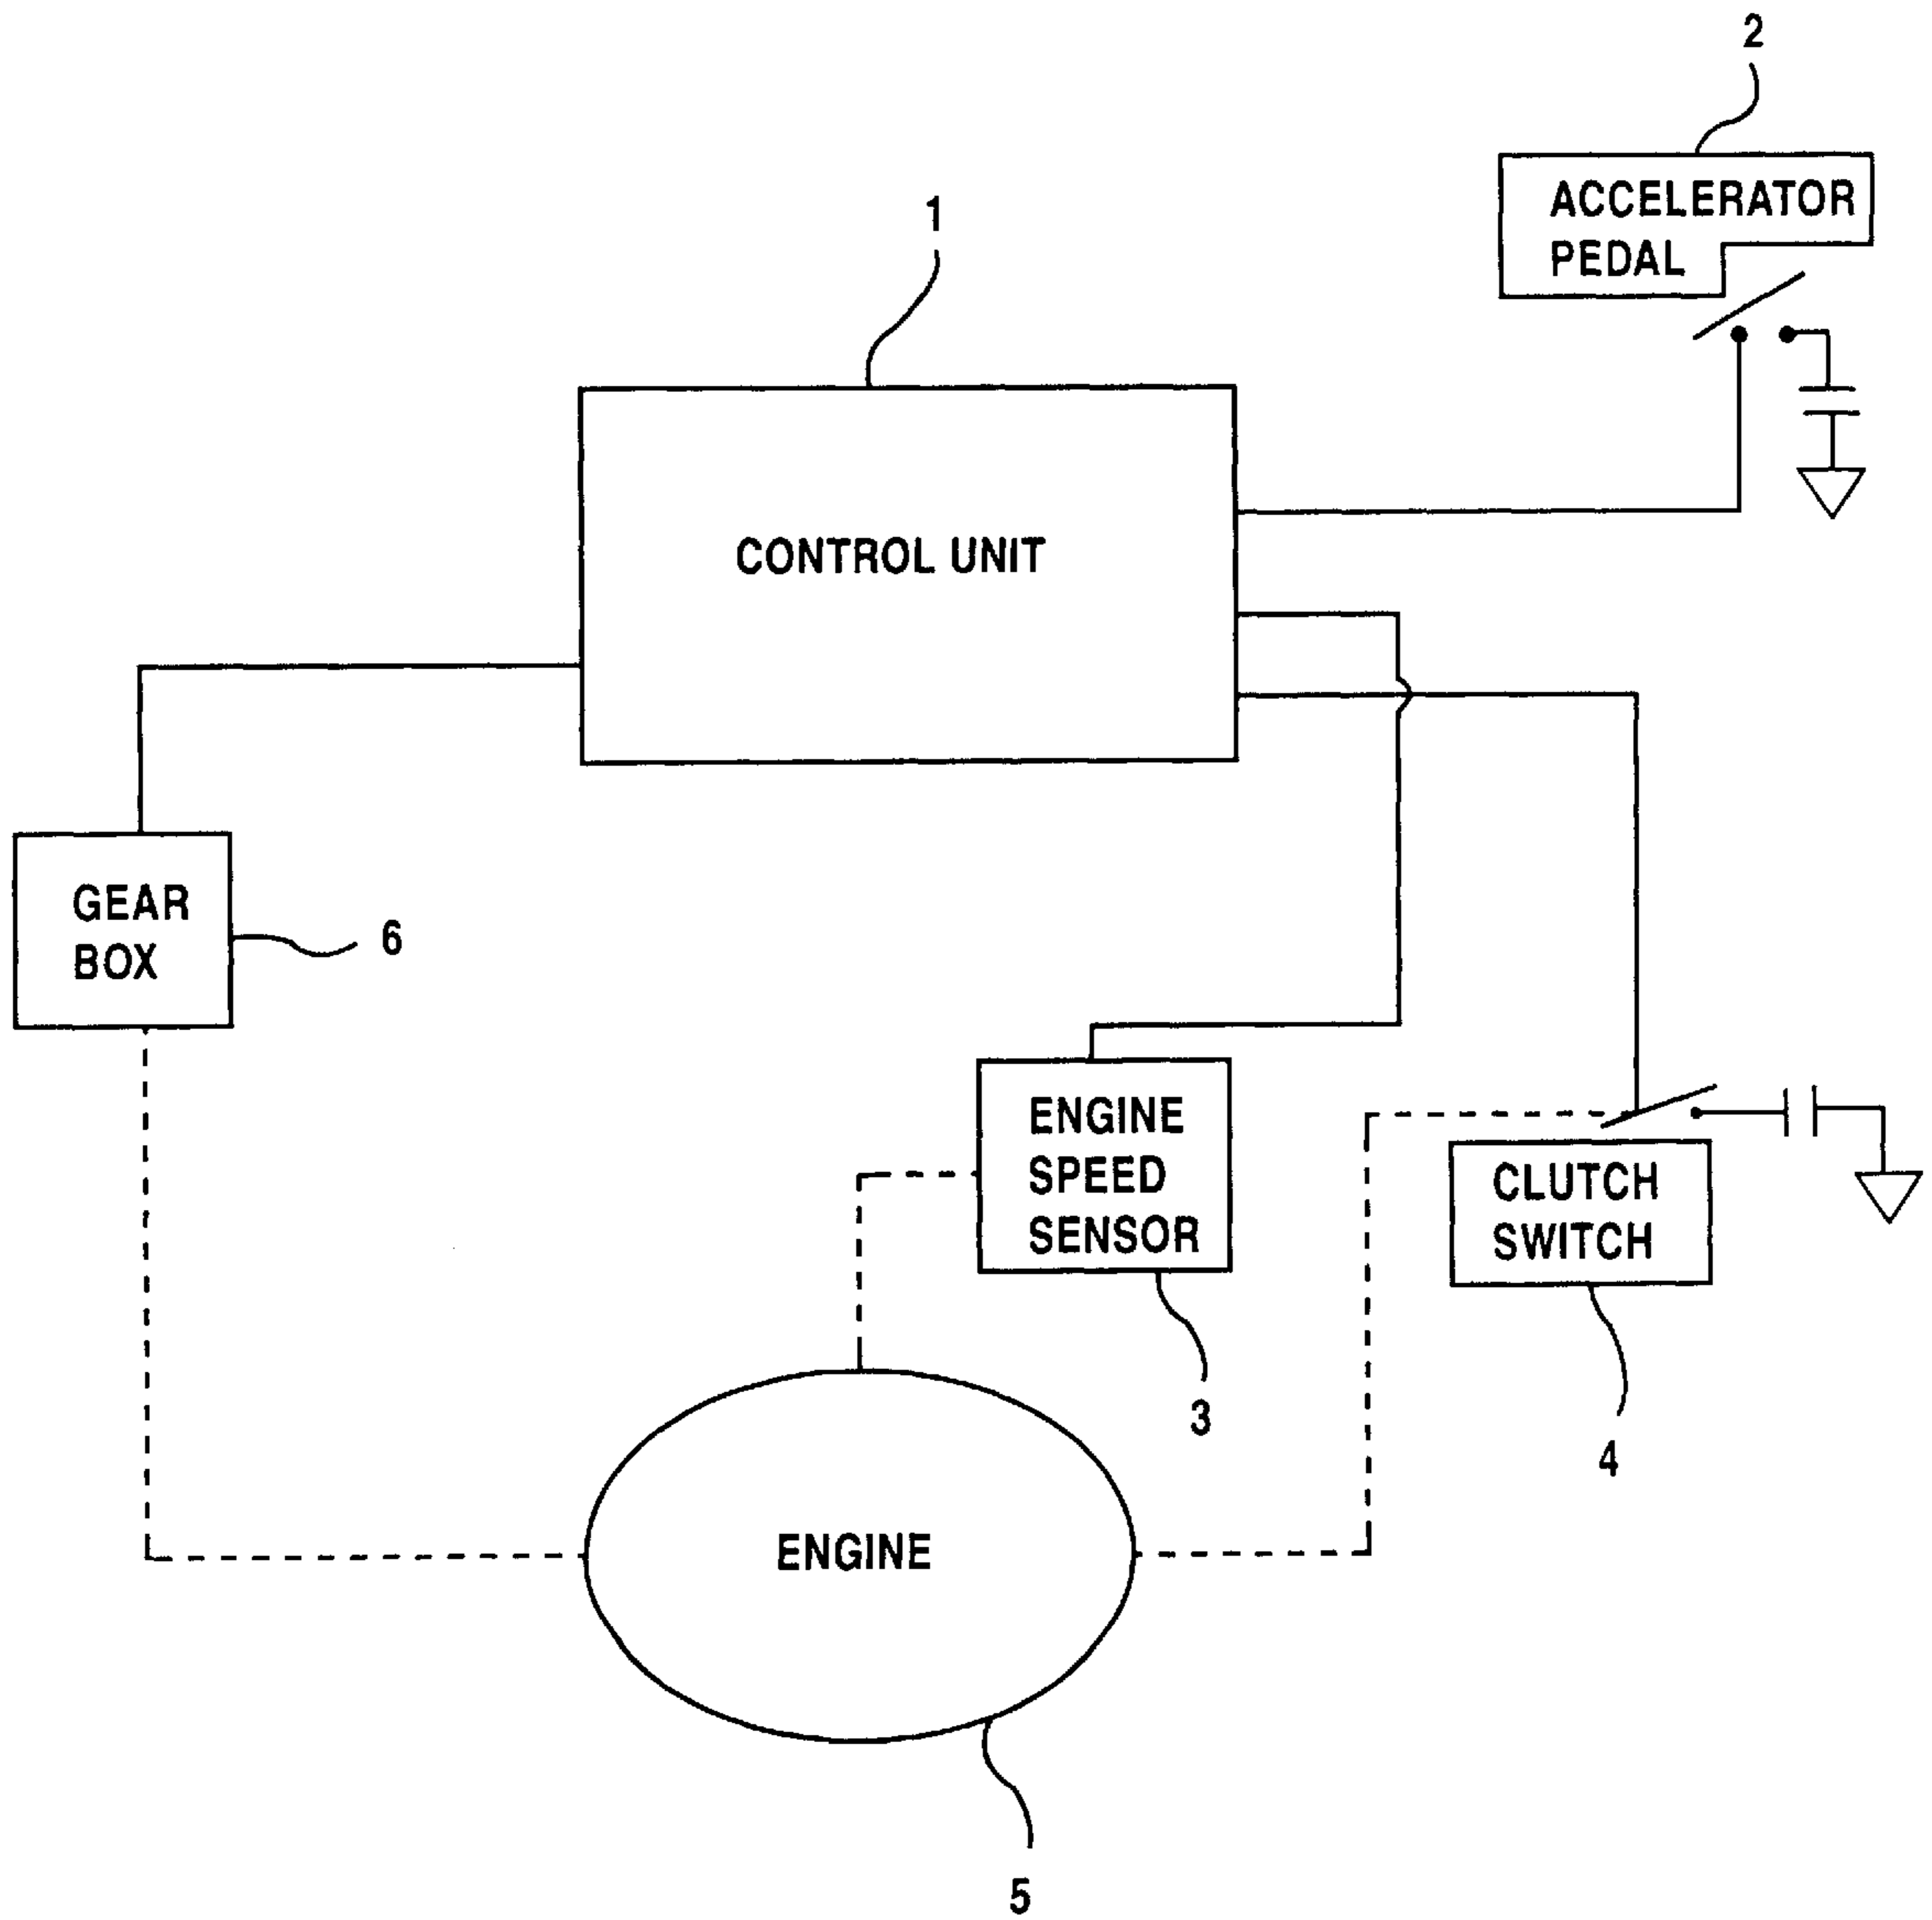 2
ACCELERATOR
PEDAL
1
CONTROL UNIT
GEAR
BOX
6
ENGINE
SPEED
SENSOR
3
CLUTCH
SWITCH
4
ENGINE
5